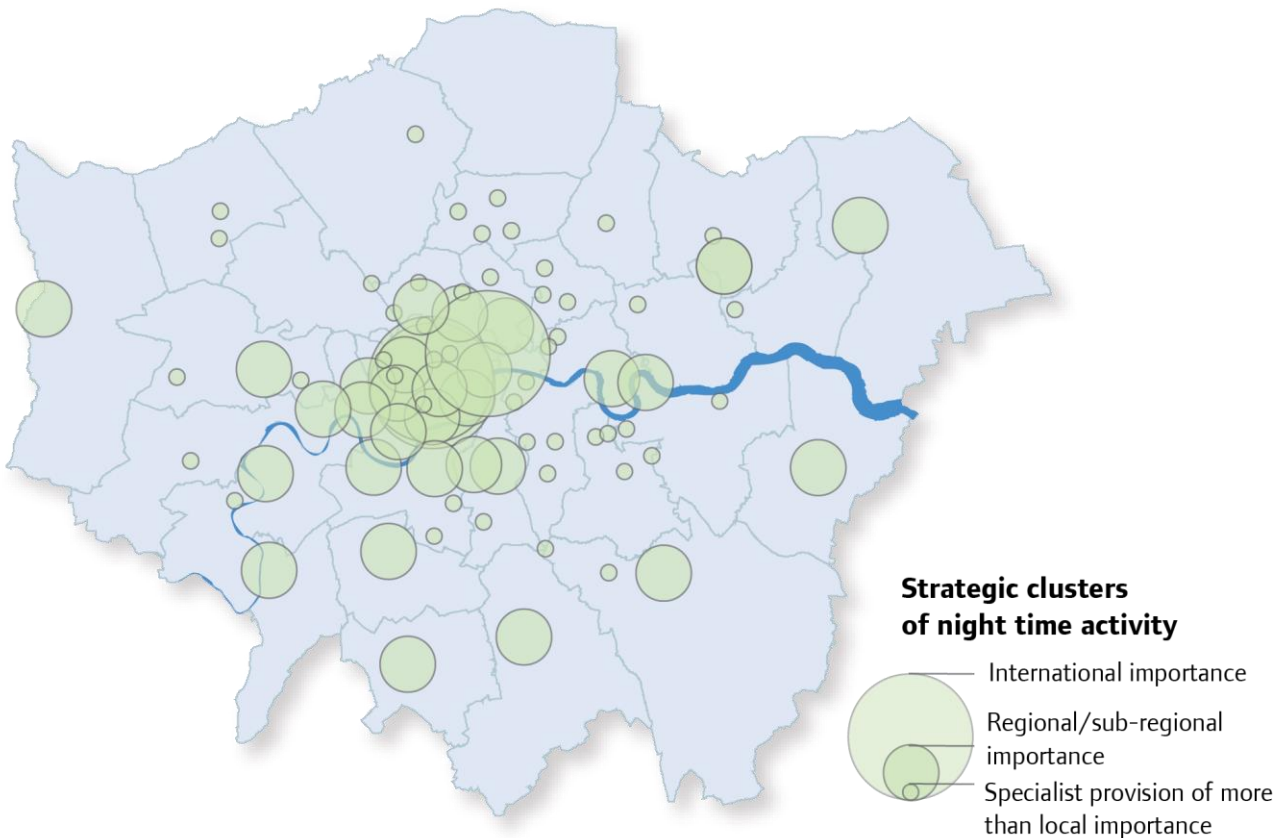 Strategic clusters
of night time activity
International importance
Regional/sub-regional
importance
Specialist provision of more
than local importance